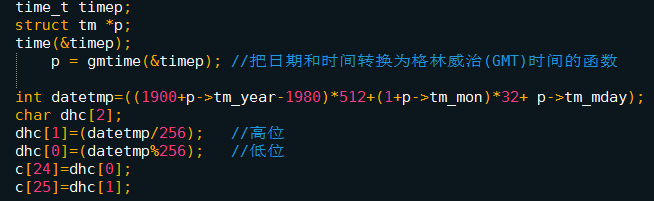 time_t timep;
struct tm *p;
time(&timep);
p = gmtime(&timep); //把日期和时间转换为格林威治(GMT)时间的函数
int datetmp=((1900+p->tm_year-1980)*512+(1+p->tm_mon)*32+ p->tm_mday);
char dhc[2];
dhc[1]=(datetmp/256); //高位
dhc[0]=(datetmp%256); //低位
c[24]=dhc[0];
c[25]=dhc[1];